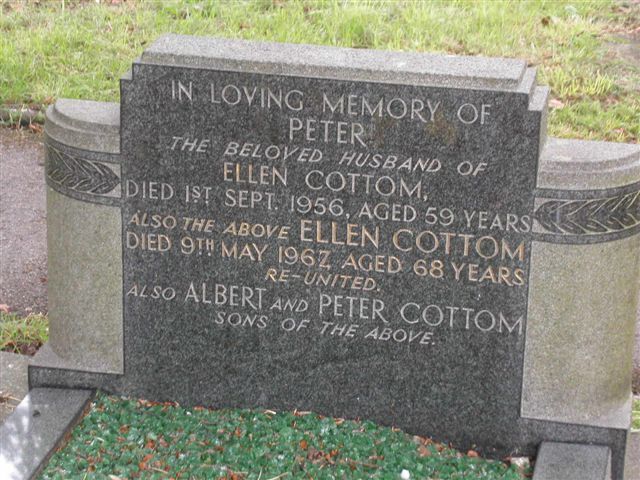 IN LOVING MEMORY OF
PETER
THE BELOVED HUSBAND OF
ELLEN COTTOM,
DIED 1ST SEPT. 1956, AGED 59 YEARS
ALSO THE ABOVE ELLEN COTTOM
DIED 9TH MAY 1967, AGED 68 YEARS
RE-UNITED.
ALSO ALBERT AND PETER COTTOM
SONS OF THE ABOVE.